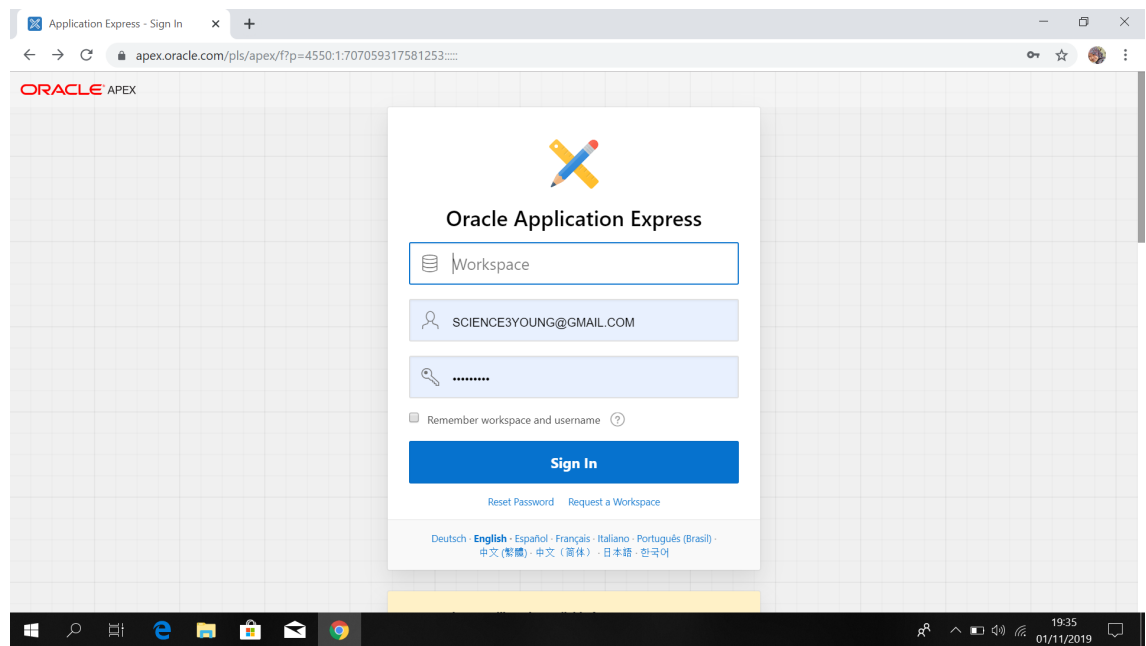 Application Express - Sign In
apex.oracle.com/pls/apex/f?p=4550:1:707059317581253:::::
ORACLE APEX
Oracle Application Express
Workspace
SCIENCE3YOUNG@GMAIL.COM
•••••••••
Remember workspace and username ?
Sign In
Reset Password Request a Workspace
Deutsch · English · Español · Français · Italiano · Português (Brasil) ·
中文 (繁體) · 中文（简体） · 日本語 · 한국어
19:35
01/11/2019